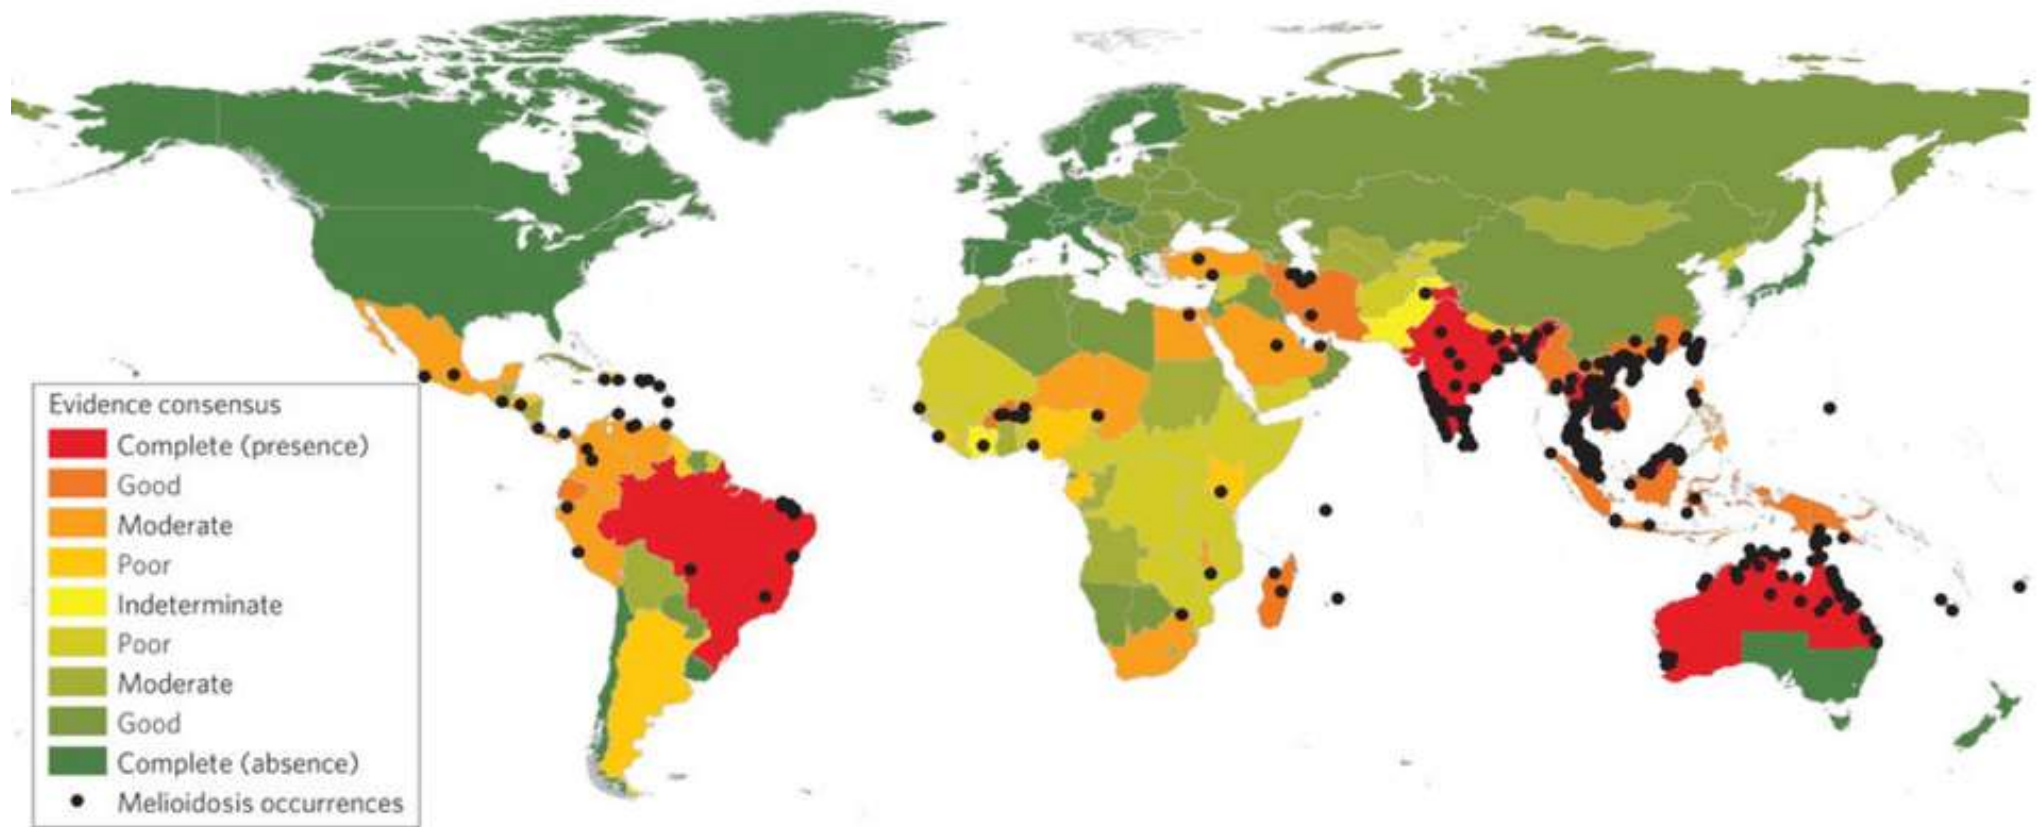 Evidence consensus
Complete (presence)
Good
Moderate
Poor
Indeterminate
Poor
Moderate
Good
Complete (absence)
Melioidosis occurrences